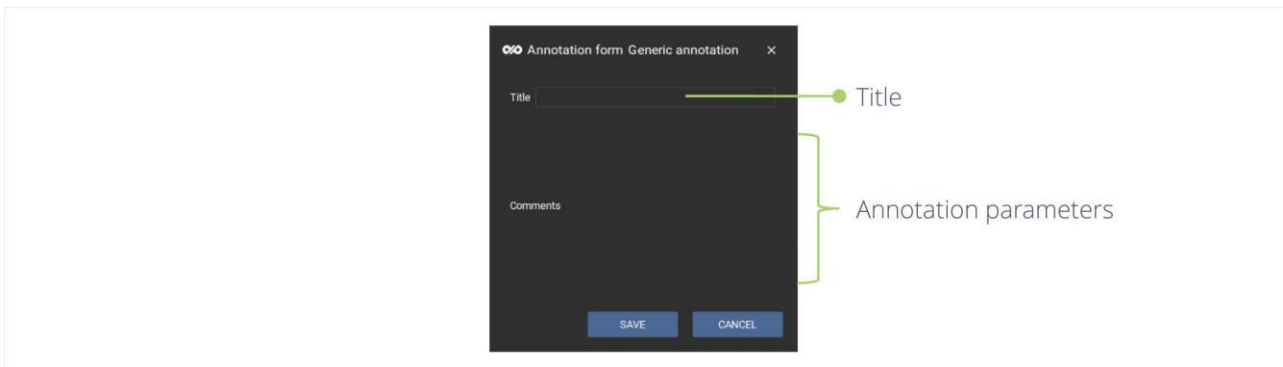 Annotation form Generic annotation ×
Title
Title
Comments
Annotation parameters
SAVE CANCEL